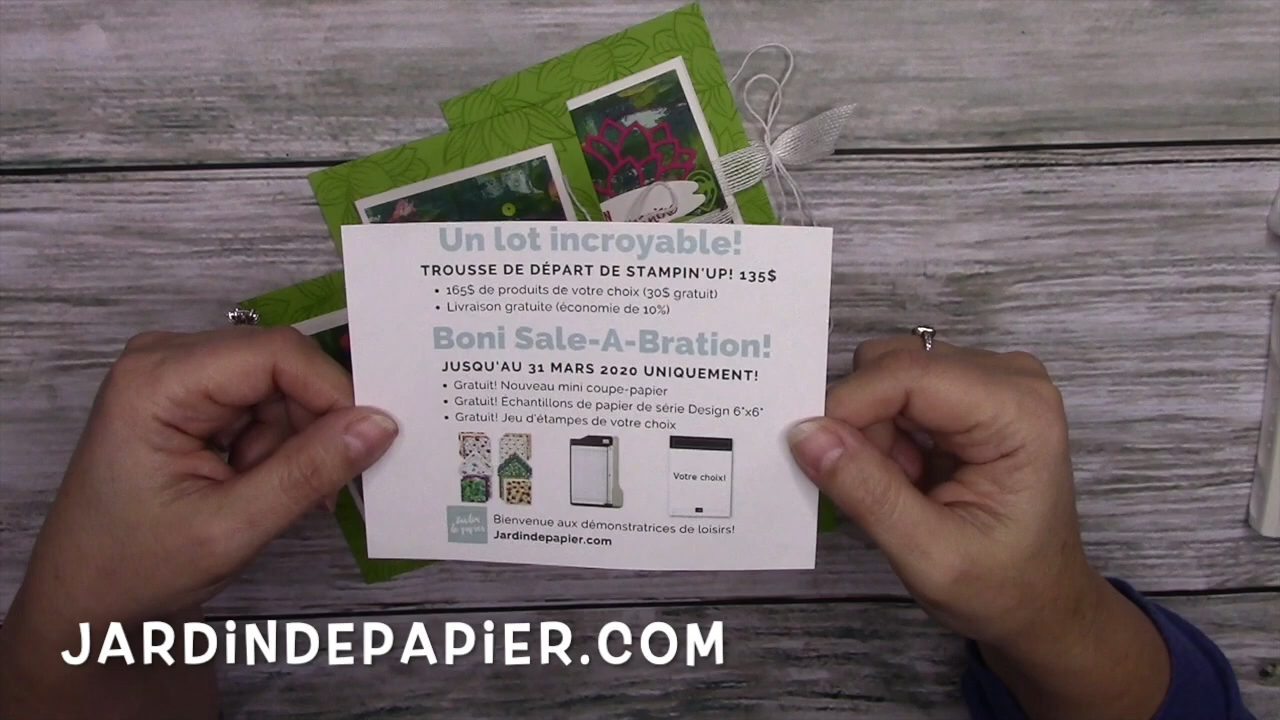 Un lot incroyable!
TROUSSE DE DÉPART DE STAMPIN'UP! 135$
• 165$ de produits de votre choix (30$ gratuit)
• Livraison gratuite (économie de 10%)
Boni Sale-A-Bration!
JUSQU'AU 31 MARS 2020 UNIQUEMENT!
• Gratuit! Nouveau mini coupe-papier
• Gratuit! Échantillons de papier de série Design 6"x6"
• Gratuit! Jeu d'étampes de votre choix
Votre choix!
Jardin
de papier
Bienvenue aux démonstratrices de loisirs!
Jardindepapier.com
JARDiNDEPAPiER.COM